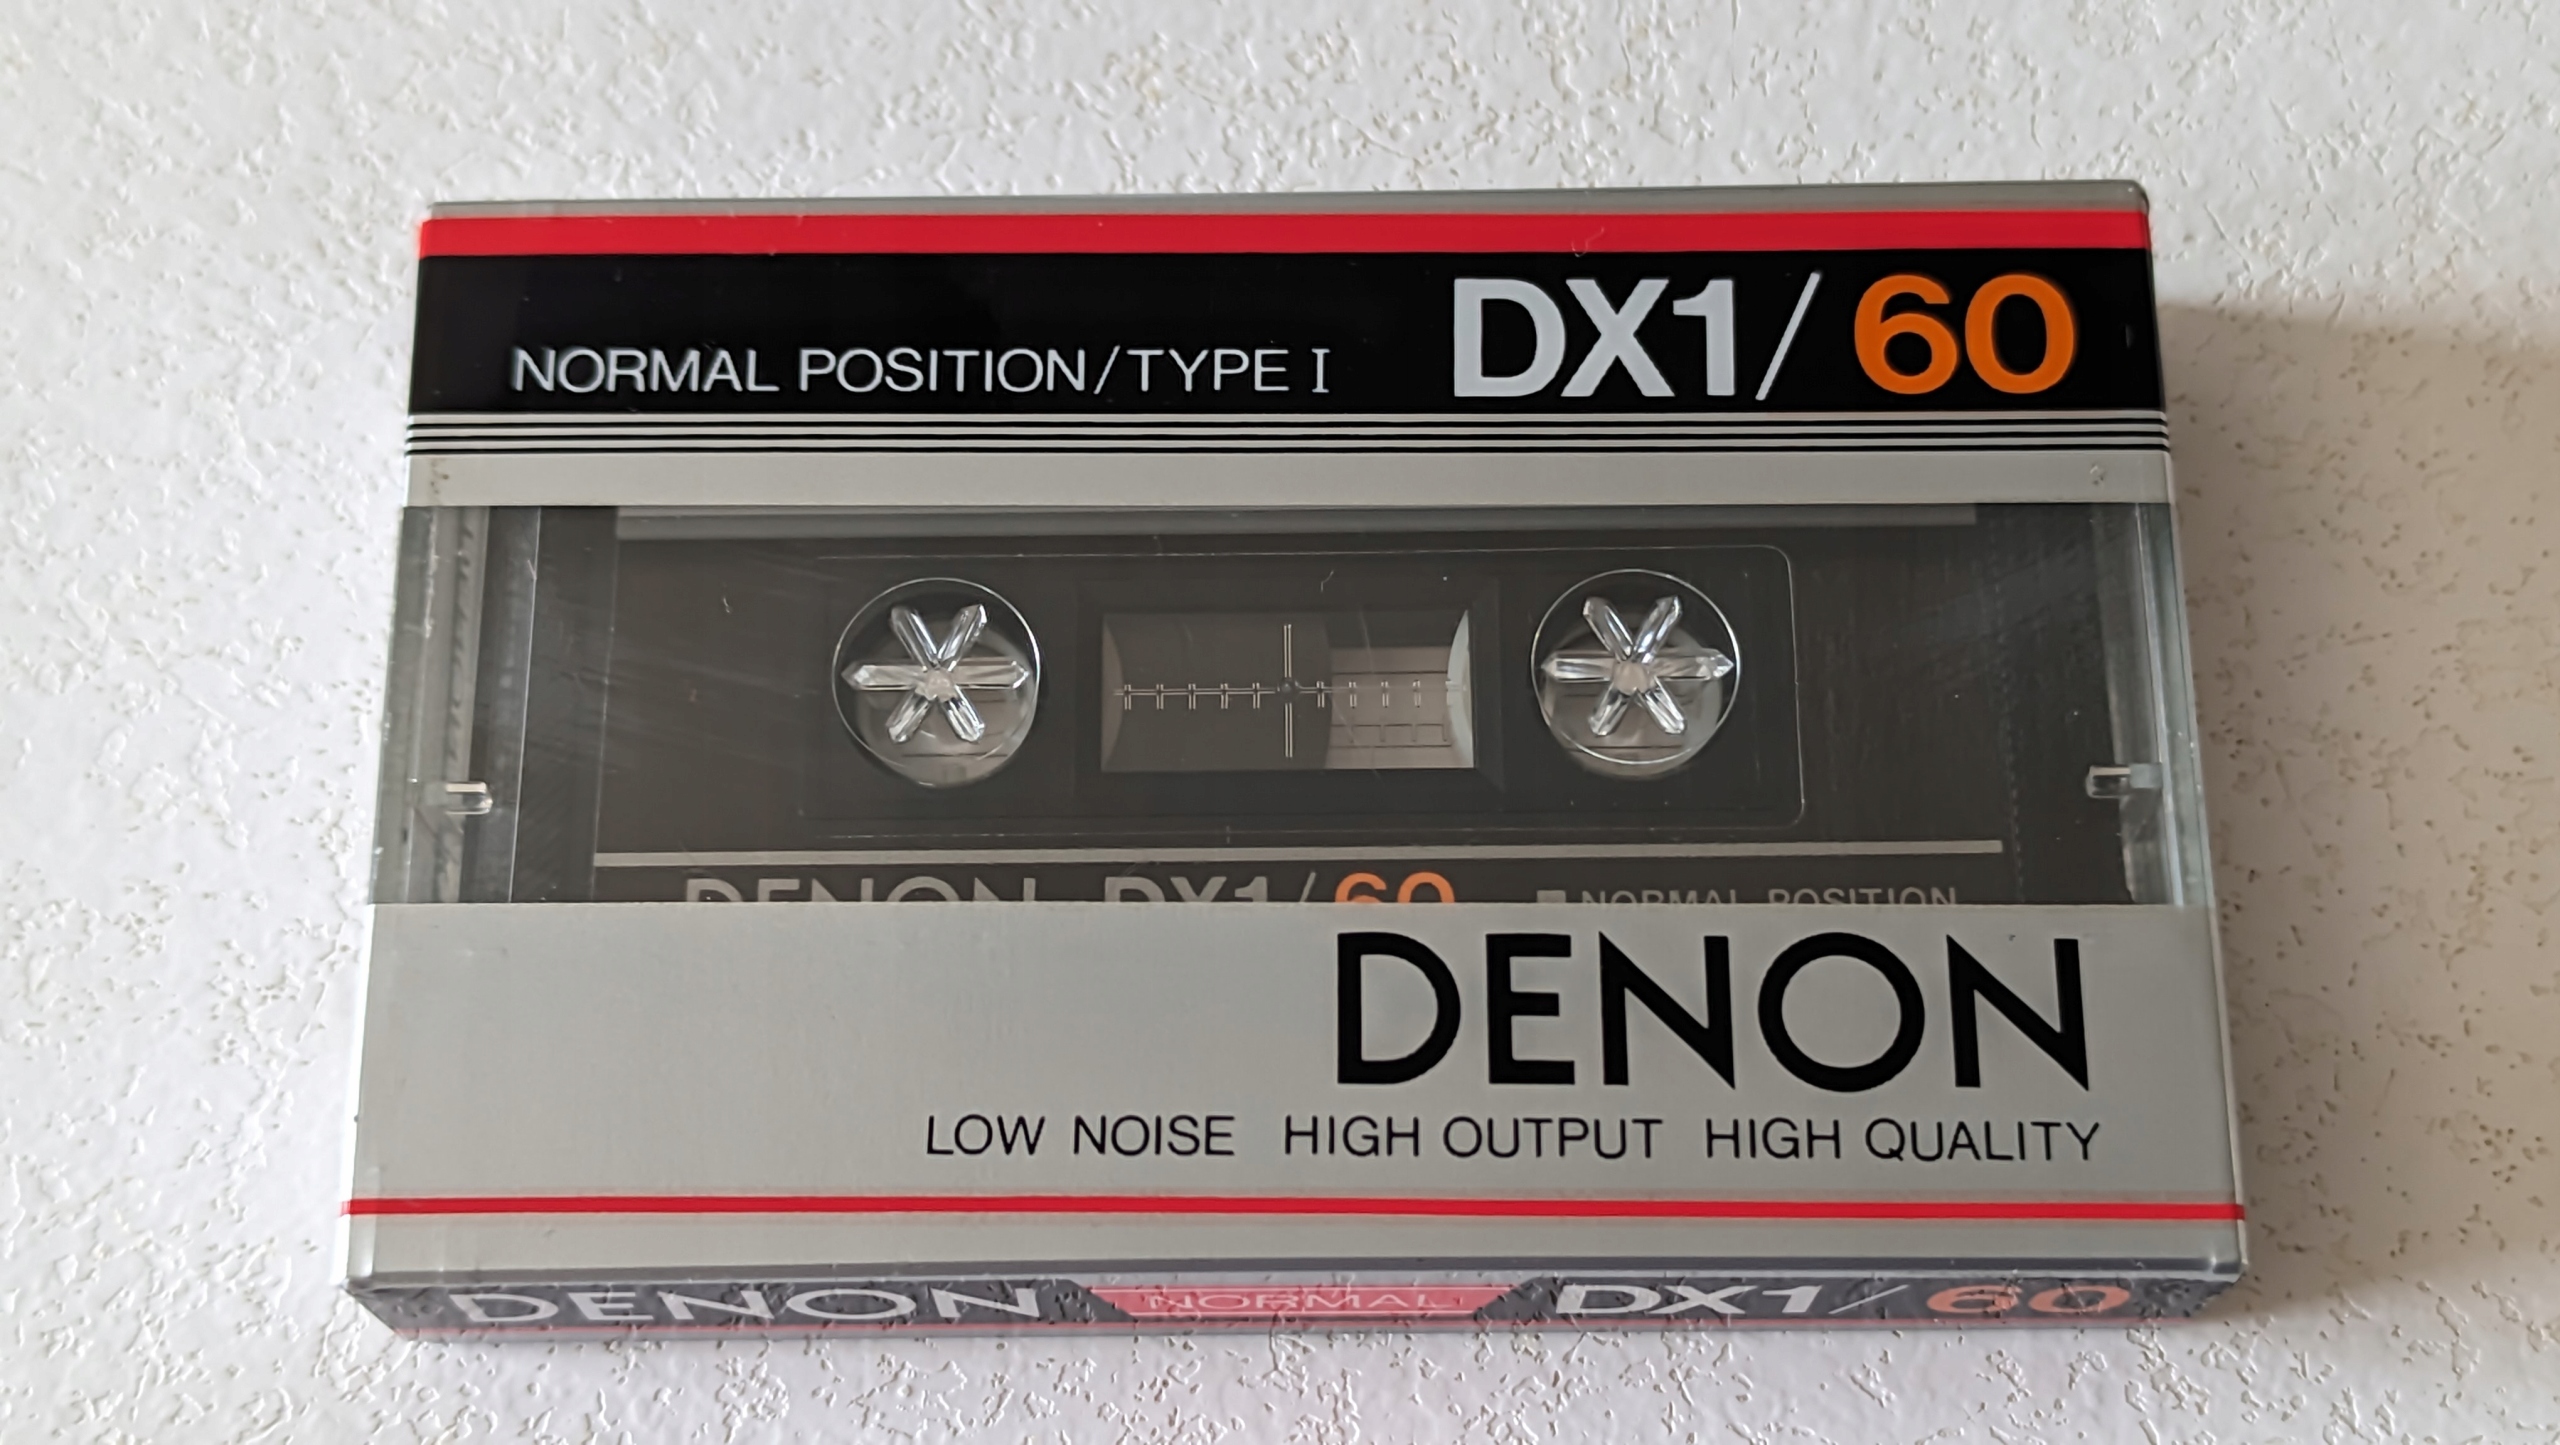 NORMAL POSITION/TYPE I DX1/60
DENON DX1/60 NORMAL POSITION
DENON
LOW NOISE HIGH OUTPUT HIGH QUALITY
DENON NORMAL DX1/60